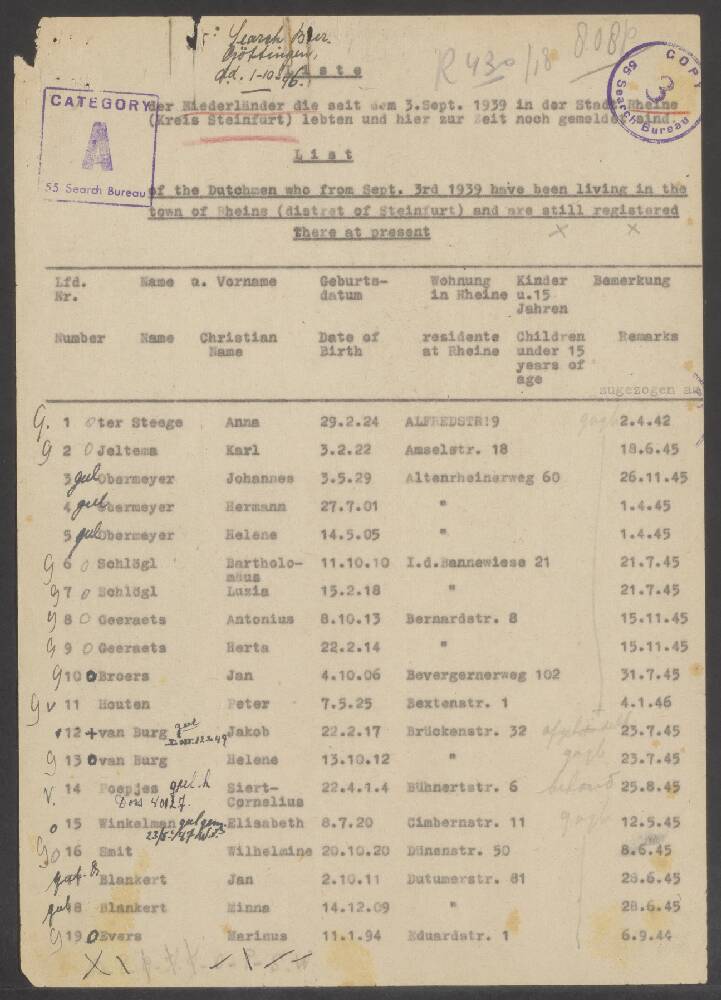 Search Bur.
Göttingen,
dd. 1-10-46.
R 430/18 808p
COPY
3
55 Search Bureau
CATEGORY
A
55 Search Bureau
Liste
der Niederländer die seit dem 3.Sept. 1939 in der Stadt Rheine
(Kreis Steinfurt) lebten und hier zur Zeit noch gemeldet sind.
List
of the Dutchmen who from Sept. 3rd 1939 have been living in the
town of Rheine (distret of Steinfurt) and are still registered
there at present
Lfd. Nr. Name u. Vorname Geburts-datum Wohnung in Rheine Kinder u.15 Jahren Bemerkung
Number Name Christian Name Date of Birth residents at Rheine Children under 15 years of age Remarks
zugezogen am
1 ter Steege Anna 29.2.24 ALFREDSTR!9 2.4.42
2 Jeltema Karl 3.2.22 Amselstr. 18 18.6.45
3 Obermeyer Johannes 3.5.29 Altenrheinerweg 60 26.11.45
4 Obermeyer Hermann 27.7.01 " 1.4.45
5 Obermeyer Helene 14.5.05 " 1.4.45
6 Schlögl Bartholo-mäus 11.10.10 I.d.Bannewiese 21 21.7.45
7 Schlögl Luzia 15.2.18 " 21.7.45
8 Geeraets Antonius 8.10.13 Bernardstr. 8 15.11.45
9 Geeraets Herta 22.2.14 " 15.11.45
10 Broers Jan 4.10.06 Bevergernerweg 102 31.7.45
11 Houten Peter 7.5.25 Bextenstr. 1 4.1.46
12 + van Burg Jakob 22.2.17 Brückenstr. 32 23.7.45
13 van Burg Helene 13.10.12 " 23.7.45
14 Poepjes Siert-Cornelius 22.4.1.4 Bühnertstr. 6 25.8.45
15 Winkelman Elisabeth 8.7.20 Cimbernstr. 11 12.5.45
16 Smit Wilhelmine 20.10.20 Dünenstr. 50 8.6.45
Blankert Jan 2.10.11 Dutumerstr. 81 28.6.45
18 Blankert Minna 14.12.09 " 28.6.45
19 Evers Marinus 11.1.94 Eduardstr. 1 6.9.44